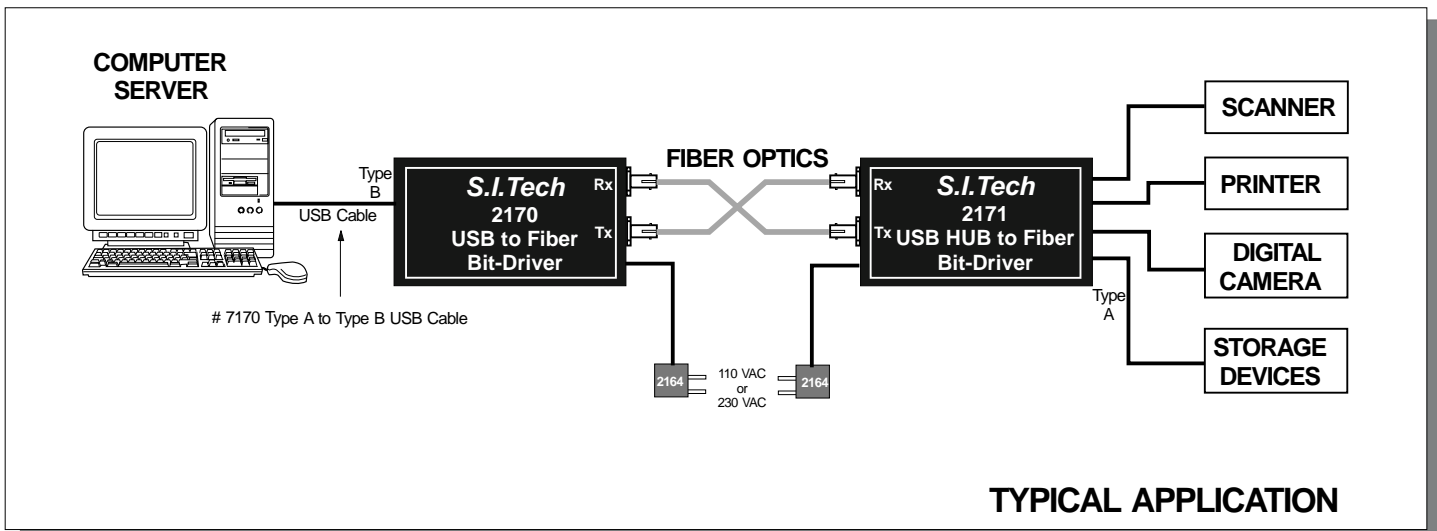 COMPUTER
SERVER
Type
B
USB Cable
# 7170 Type A to Type B USB Cable
S.I.Tech
2170
USB to Fiber
Bit-Driver
Rx
Tx
FIBER OPTICS
Rx
Tx
S.I.Tech
2171
USB HUB to Fiber
Bit-Driver
Type
A
2164
110 VAC
or
230 VAC
2164
SCANNER
PRINTER
DIGITAL
CAMERA
STORAGE
DEVICES
TYPICAL APPLICATION